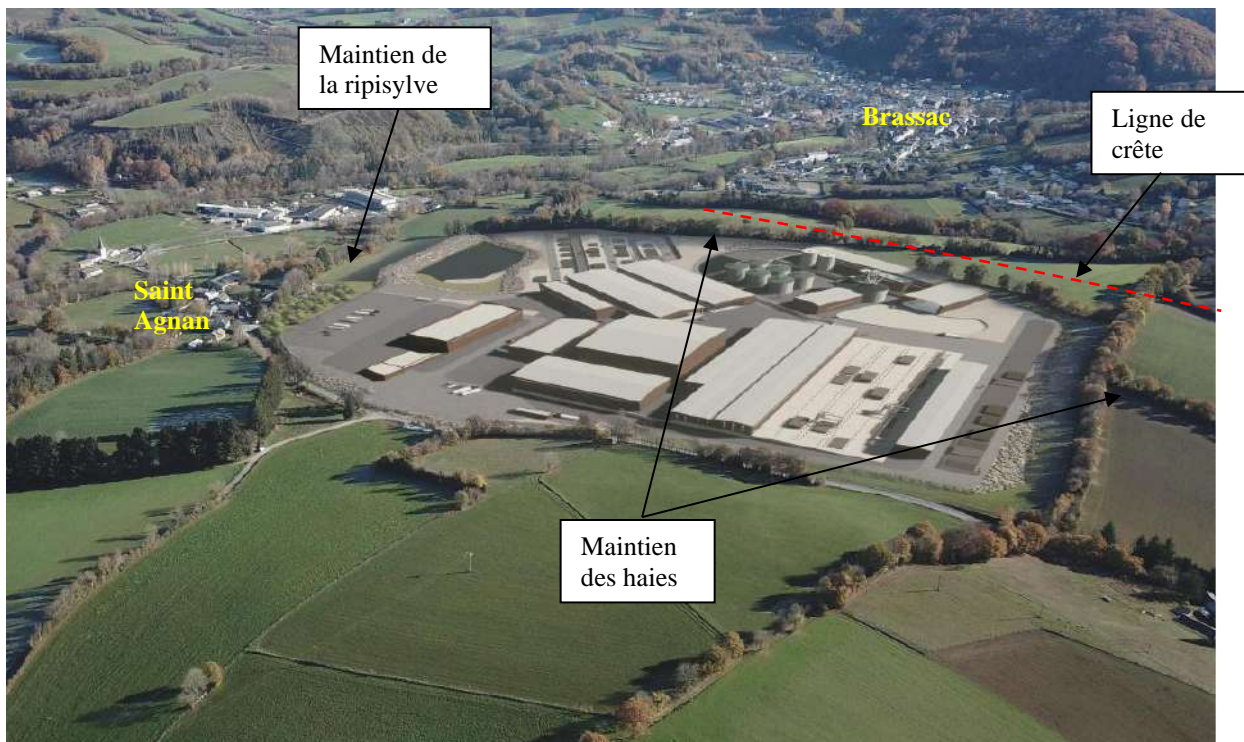 Maintien de
la ripisylve
Brassac
Ligne de
crête
Saint
Agnan
Maintien
des haies